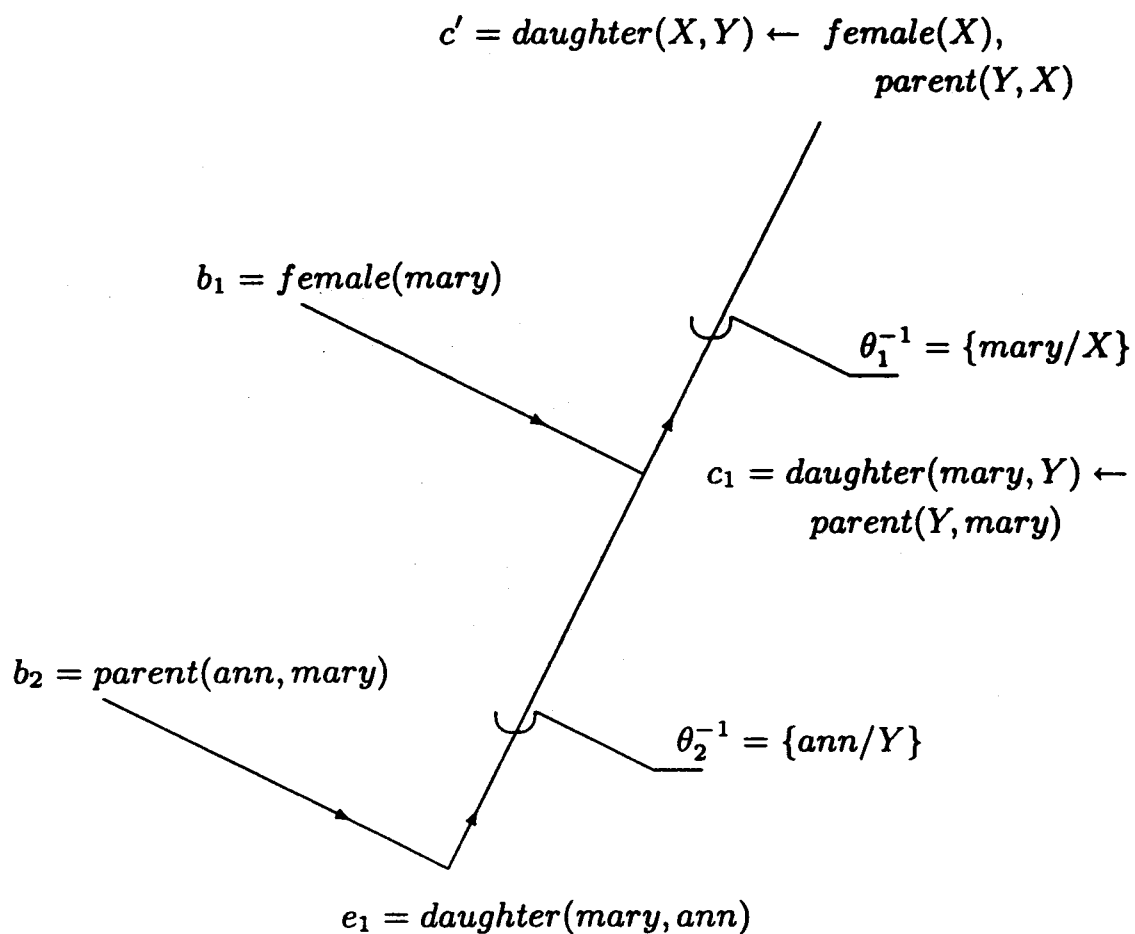 c′ = daughter(X, Y) ← female(X),
parent(Y, X)
b₁ = female(mary)
θ₁⁻¹ = {mary/X}
c₁ = daughter(mary, Y) ←
parent(Y, mary)
b₂ = parent(ann, mary)
θ₂⁻¹ = {ann/Y}
e₁ = daughter(mary, ann)